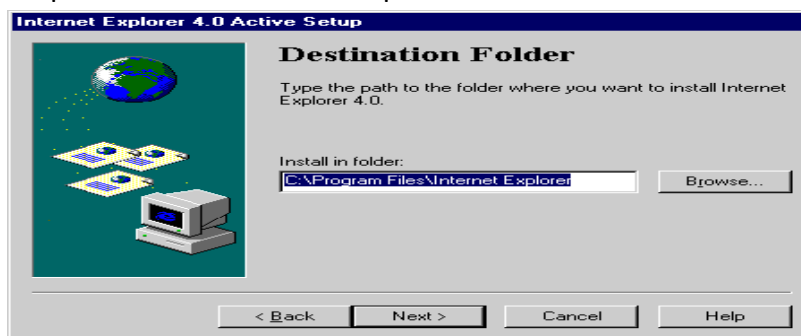 Internet Explorer 4.0 Active Setup
Destination Folder
Type the path to the folder where you want to install Internet
Explorer 4.0.
Install in folder:
C:\Program Files\Internet Explorer
Browse...
< Back
Next >
Cancel
Help